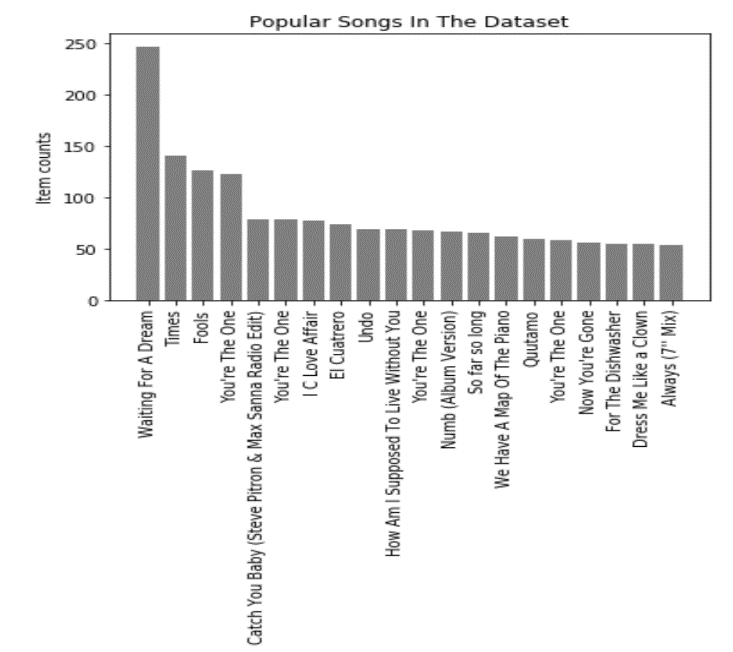 Popular Songs In The Dataset
Item counts
250
200
150
100
50
0
Waiting For A Dream
Times
Fools
You're The One
Catch You Baby (Steve Pitron & Max Sanna Radio Edit)
You're The One
I C Love Affair
El Cuatrero
Undo
How Am I Supposed To Live Without You
You're The One
Numb (Album Version)
So far so long
We Have A Map Of The Piano
Quutamo
You're The One
Now You're Gone
For The Dishwasher
Dress Me Like a Clown
Always (7" Mix)